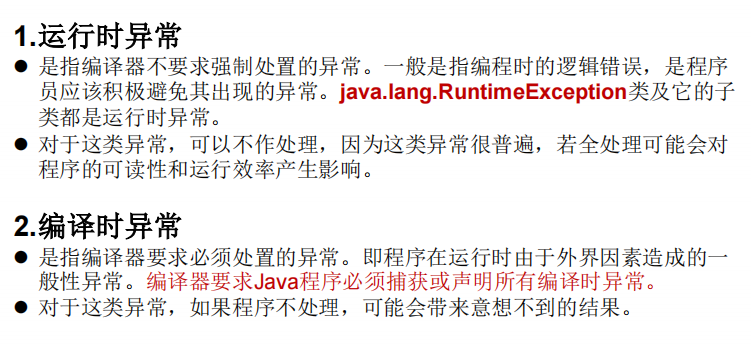 1.运行时异常
● 是指编译器不要求强制处置的异常。一般是指编程时的逻辑错误，是程序
员应该积极避免其出现的异常。java.lang.RuntimeException类及它的子
类都是运行时异常。
● 对于这类异常，可以不作处理，因为这类异常很普遍，若全处理可能会对
程序的可读性和运行效率产生影响。
2.编译时异常
● 是指编译器要求必须处置的异常。即程序在运行时由于外界因素造成的一
般性异常。编译器要求Java程序必须捕获或声明所有编译时异常。
● 对于这类异常，如果程序不处理，可能会带来意想不到的结果。